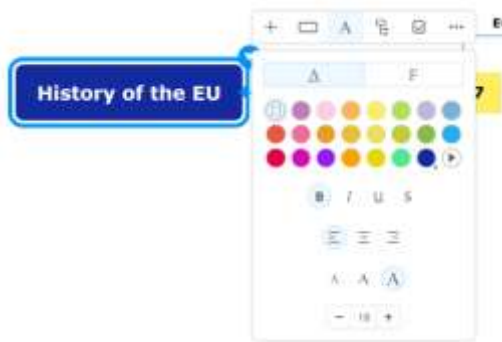 A
History of the EU
A F
B I U S
A A A
- 18 +